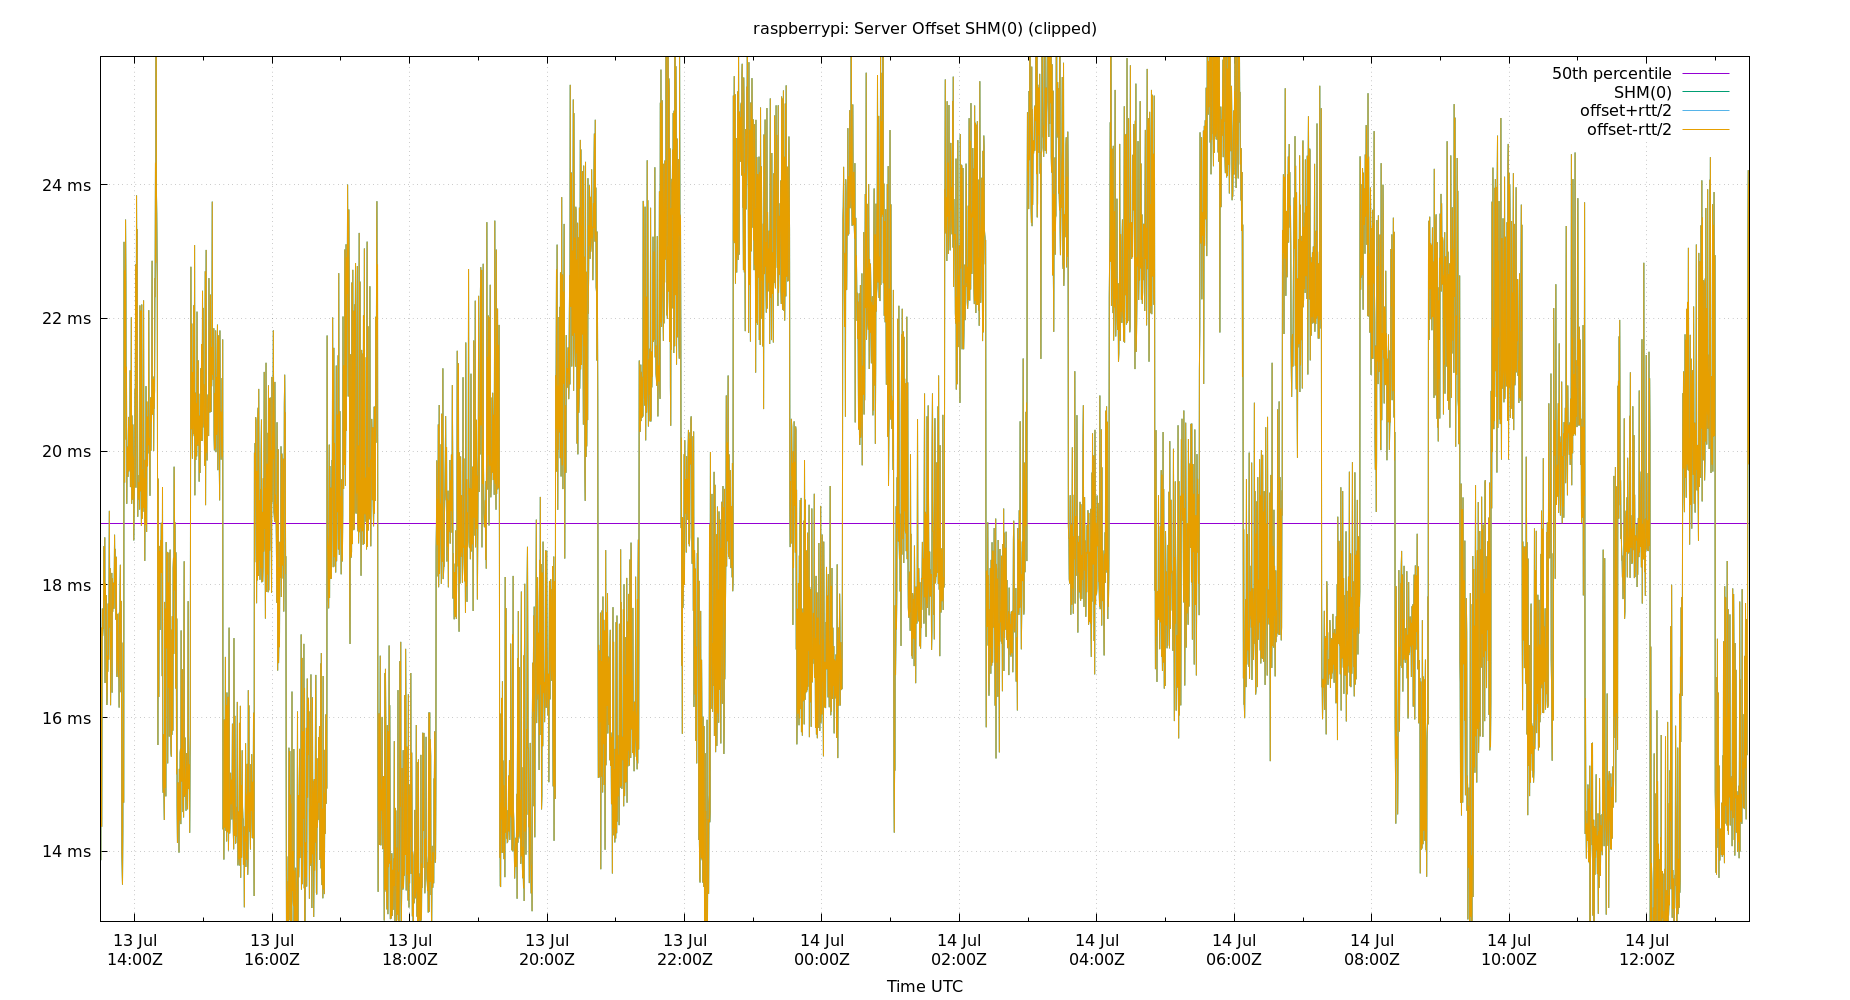 raspberrypi: Server Offset SHM(0) (clipped)
50th percentile
SHM(0)
offset+rtt/2
offset-rtt/2
24 ms
22 ms
20 ms
18 ms
16 ms
14 ms
13 Jul 13 Jul 13 Jul 13 Jul 13 Jul 14 Jul 14 Jul 14 Jul 14 Jul 14 Jul 14 Jul 14 Jul
14:00Z 16:00Z 18:00Z 20:00Z 22:00Z 00:00Z 02:00Z 04:00Z 06:00Z 08:00Z 10:00Z 12:00Z
Time UTC